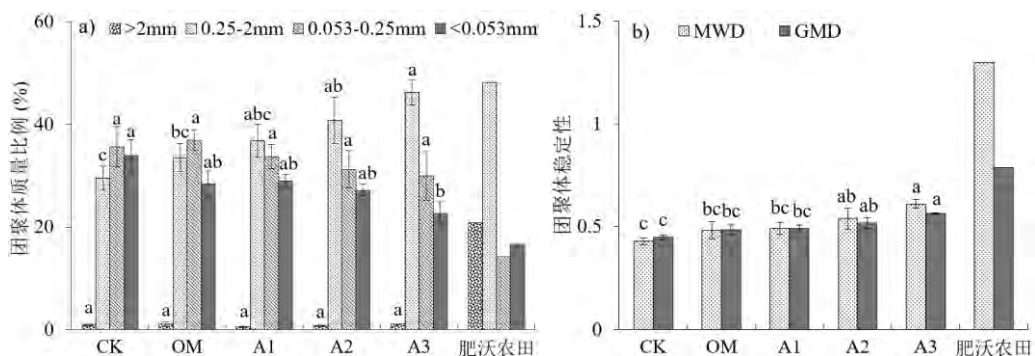 a) >2mm 0.25-2mm 0.053-0.25mm <0.053mm
团聚体质量比例 (%)
60
40
20
0
a c a a
a bc a ab
a abc a ab
a ab a ab
a a a b
CK OM A1 A2 A3 肥沃农田
b) MWD GMD
团聚体稳定性
1.5
1
0.5
0
c c bc bc bc bc ab ab a a
CK OM A1 A2 A3 肥沃农田